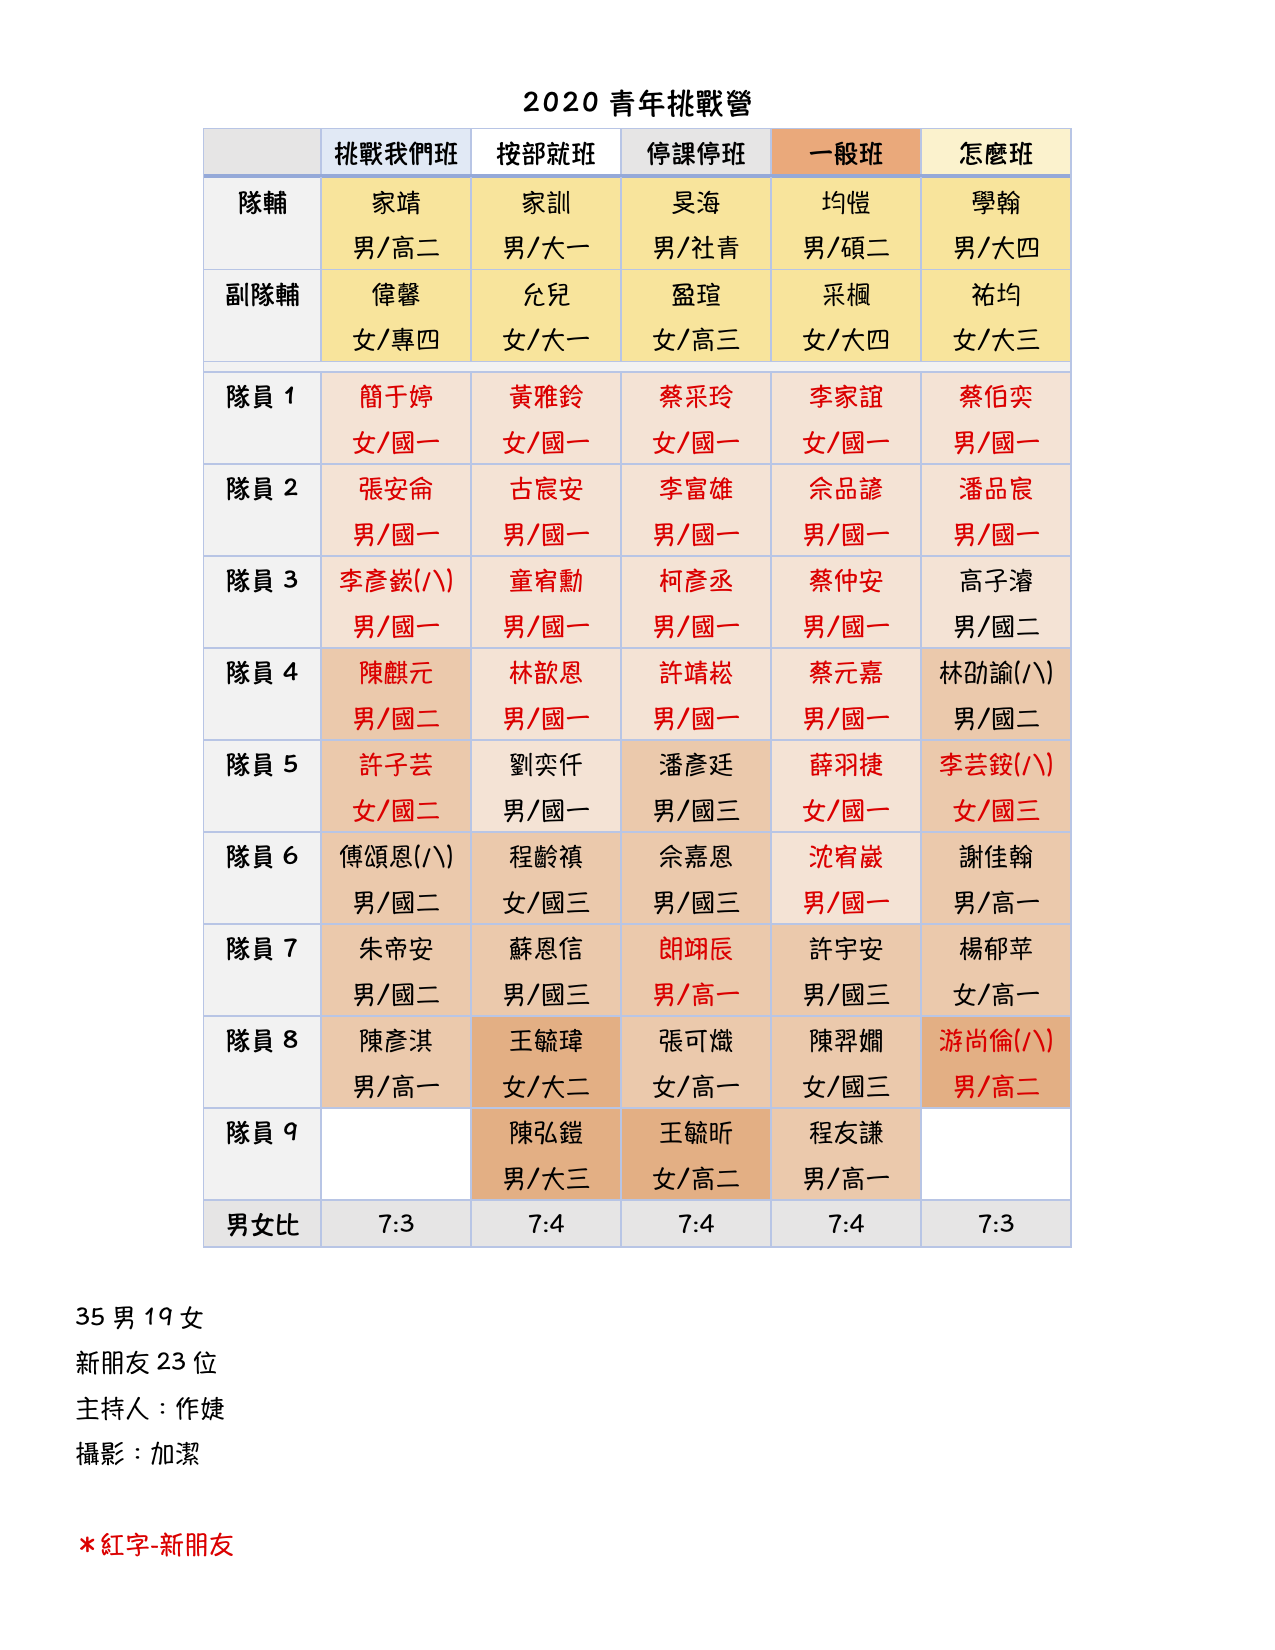 2020 青年挑戰營
挑戰我們班 按部就班 停課停班 一般班 怎麼班
隊輔 家靖 家訓 旻海 均愷 學翰
男/高二 男/大一 男/社青 男/碩二 男/大四
副隊輔 偉馨 允兒 盈瑄 采楓 祐均
女/專四 女/大一 女/高三 女/大四 女/大三
隊員 1 簡于婷 黃雅鈴 蔡采玲 李家誼 蔡伯奕
女/國一 女/國一 女/國一 女/國一 男/國一
隊員 2 張安侖 古宸安 李富雄 佘品諺 潘品宸
男/國一 男/國一 男/國一 男/國一 男/國一
隊員 3 李彥嶔(八) 童宥勳 柯彥丞 蔡仲安 高子濬
男/國一 男/國一 男/國一 男/國一 男/國二
隊員 4 陳麒元 林歆恩 許靖崧 蔡元嘉 林劭諭(八)
男/國二 男/國一 男/國一 男/國一 男/國二
隊員 5 許子芸 劉奕仟 潘彥廷 薛羽捷 李芸銨(八)
女/國二 男/國一 男/國三 女/國一 女/國三
隊員 6 傅頌恩(八) 程齡禛 佘嘉恩 沈宥崴 謝佳翰
男/國二 女/國三 男/國三 男/國一 男/高一
隊員 7 朱帝安 蘇恩信 朗翊辰 許宇安 楊郁苹
男/國二 男/國三 男/高一 男/國三 女/高一
隊員 8 陳彥淇 王毓瑋 張可熾 陳羿嫺 游尚倫(八)
男/高一 女/大二 女/高一 女/國三 男/高二
隊員 9 陳弘鎧 王毓昕 程友謙
男/大三 女/高二 男/高一
男女比 7:3 7:4 7:4 7:4 7:3
35 男 19 女
新朋友 23 位
主持人：作婕
攝影：加潔
＊紅字-新朋友